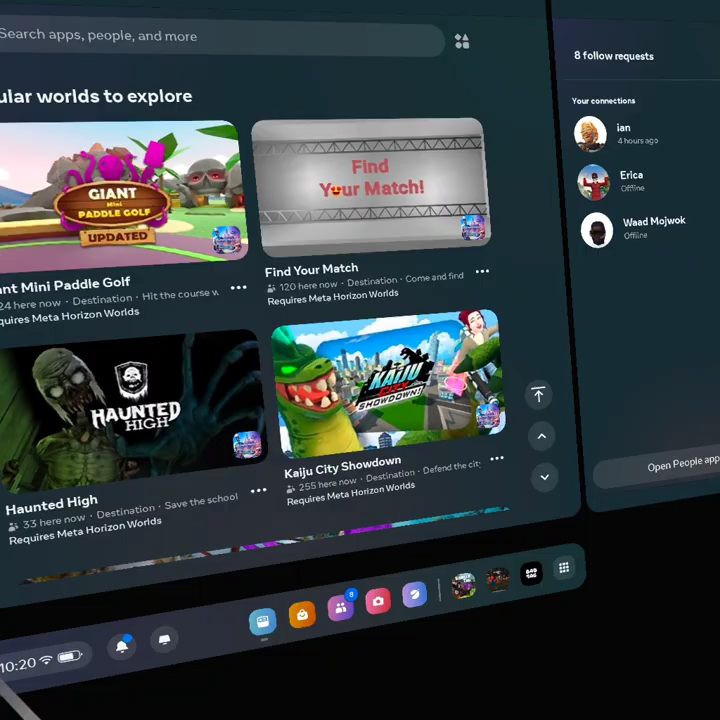 Search apps, people, and more
ular worlds to explore
GIANT
Mini
PADDLE GOLF
UPDATED
Find
Your Match!
ant Mini Paddle Golf
24 here now · Destination · Hit the course w
quires Meta Horizon Worlds
Find Your Match
120 here now · Destination · Come and find
Requires Meta Horizon Worlds
HAUNTED
HIGH
KAIJU
CITY
SHOWDOWN!
Haunted High
33 here now · Destination · Save the school
Requires Meta Horizon Worlds
Kaiju City Showdown
255 here now · Destination · Defend the city
Requires Meta Horizon Worlds
8 follow requests
Your connections
ian
4 hours ago
Erica
Offline
Waad Mojwok
Offline
Open People app
10:20
8